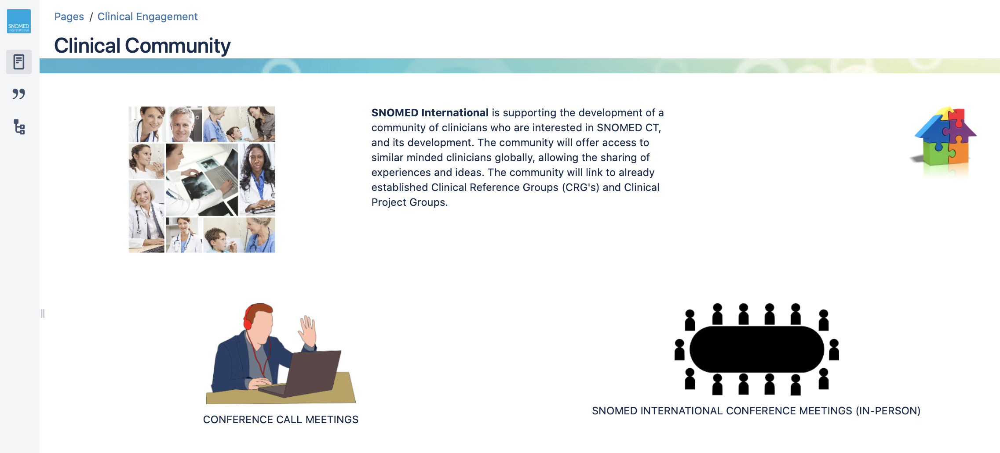 SNOMED
International
Pages / Clinical Engagement
Clinical Community
SNOMED International is supporting the development of a
community of clinicians who are interested in SNOMED CT,
and its development. The community will offer access to
similar minded clinicians globally, allowing the sharing of
experiences and ideas. The community will link to already
established Clinical Reference Groups (CRG's) and Clinical
Project Groups.
CONFERENCE CALL MEETINGS
SNOMED INTERNATIONAL CONFERENCE MEETINGS (IN-PERSON)